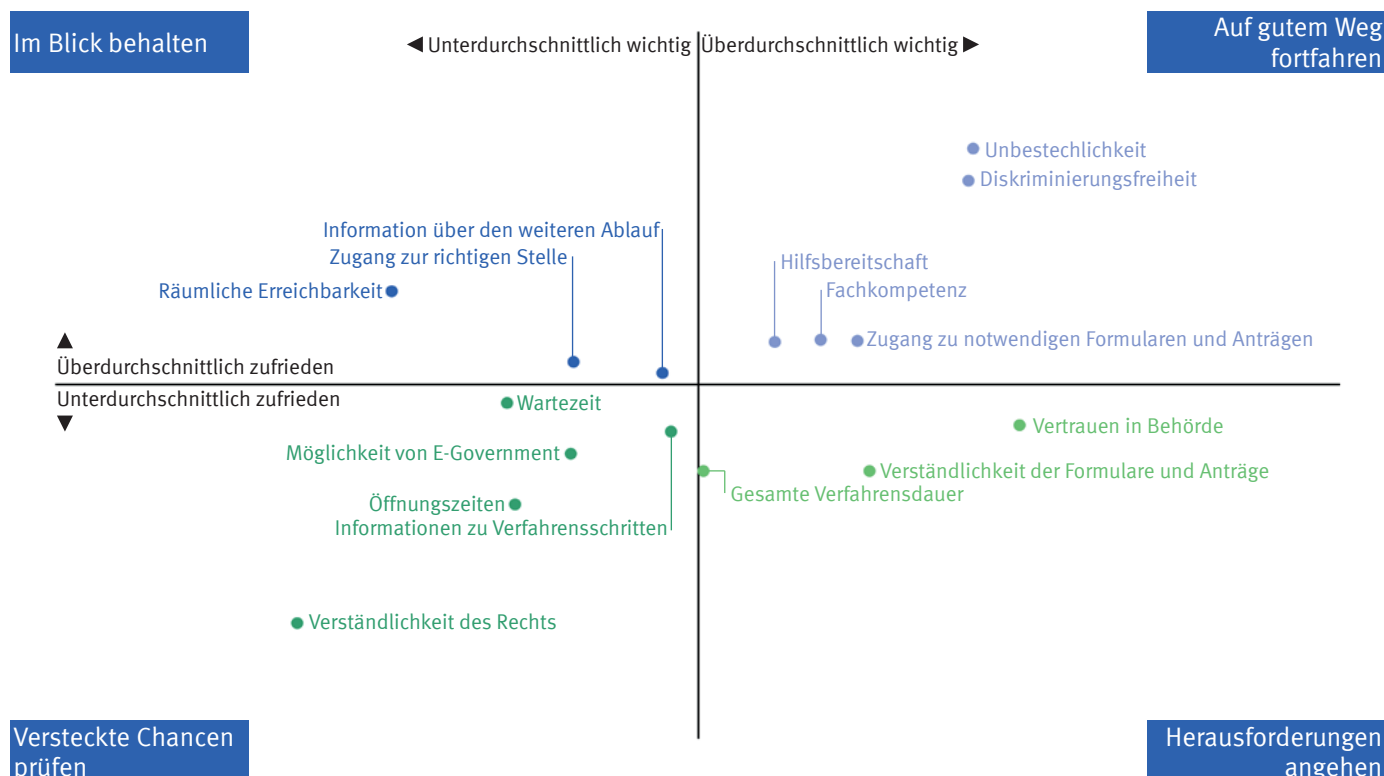 Im Blick behalten
◀ Unterdurchschnittlich wichtig
Überdurchschnittlich wichtig ▶
Auf gutem Weg
fortfahren
Unbestechlichkeit
Diskriminierungsfreiheit
Information über den weiteren Ablauf
Zugang zur richtigen Stelle
Räumliche Erreichbarkeit
Hilfsbereitschaft
Fachkompetenz
Zugang zu notwendigen Formularen und Anträgen
▲
Überdurchschnittlich zufrieden
Unterdurchschnittlich zufrieden
▼
Wartezeit
Möglichkeit von E-Government
Öffnungszeiten
Informationen zu Verfahrensschritten
Verständlichkeit des Rechts
Vertrauen in Behörde
Verständlichkeit der Formulare und Anträge
Gesamte Verfahrensdauer
Versteckte Chancen
prüfen
Herausforderungen
angehen